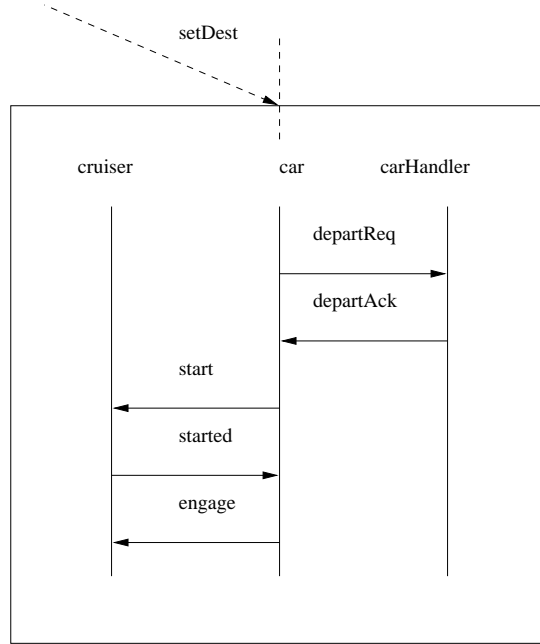 setDest
cruiser car carHandler
departReq
departAck
start
started
engage